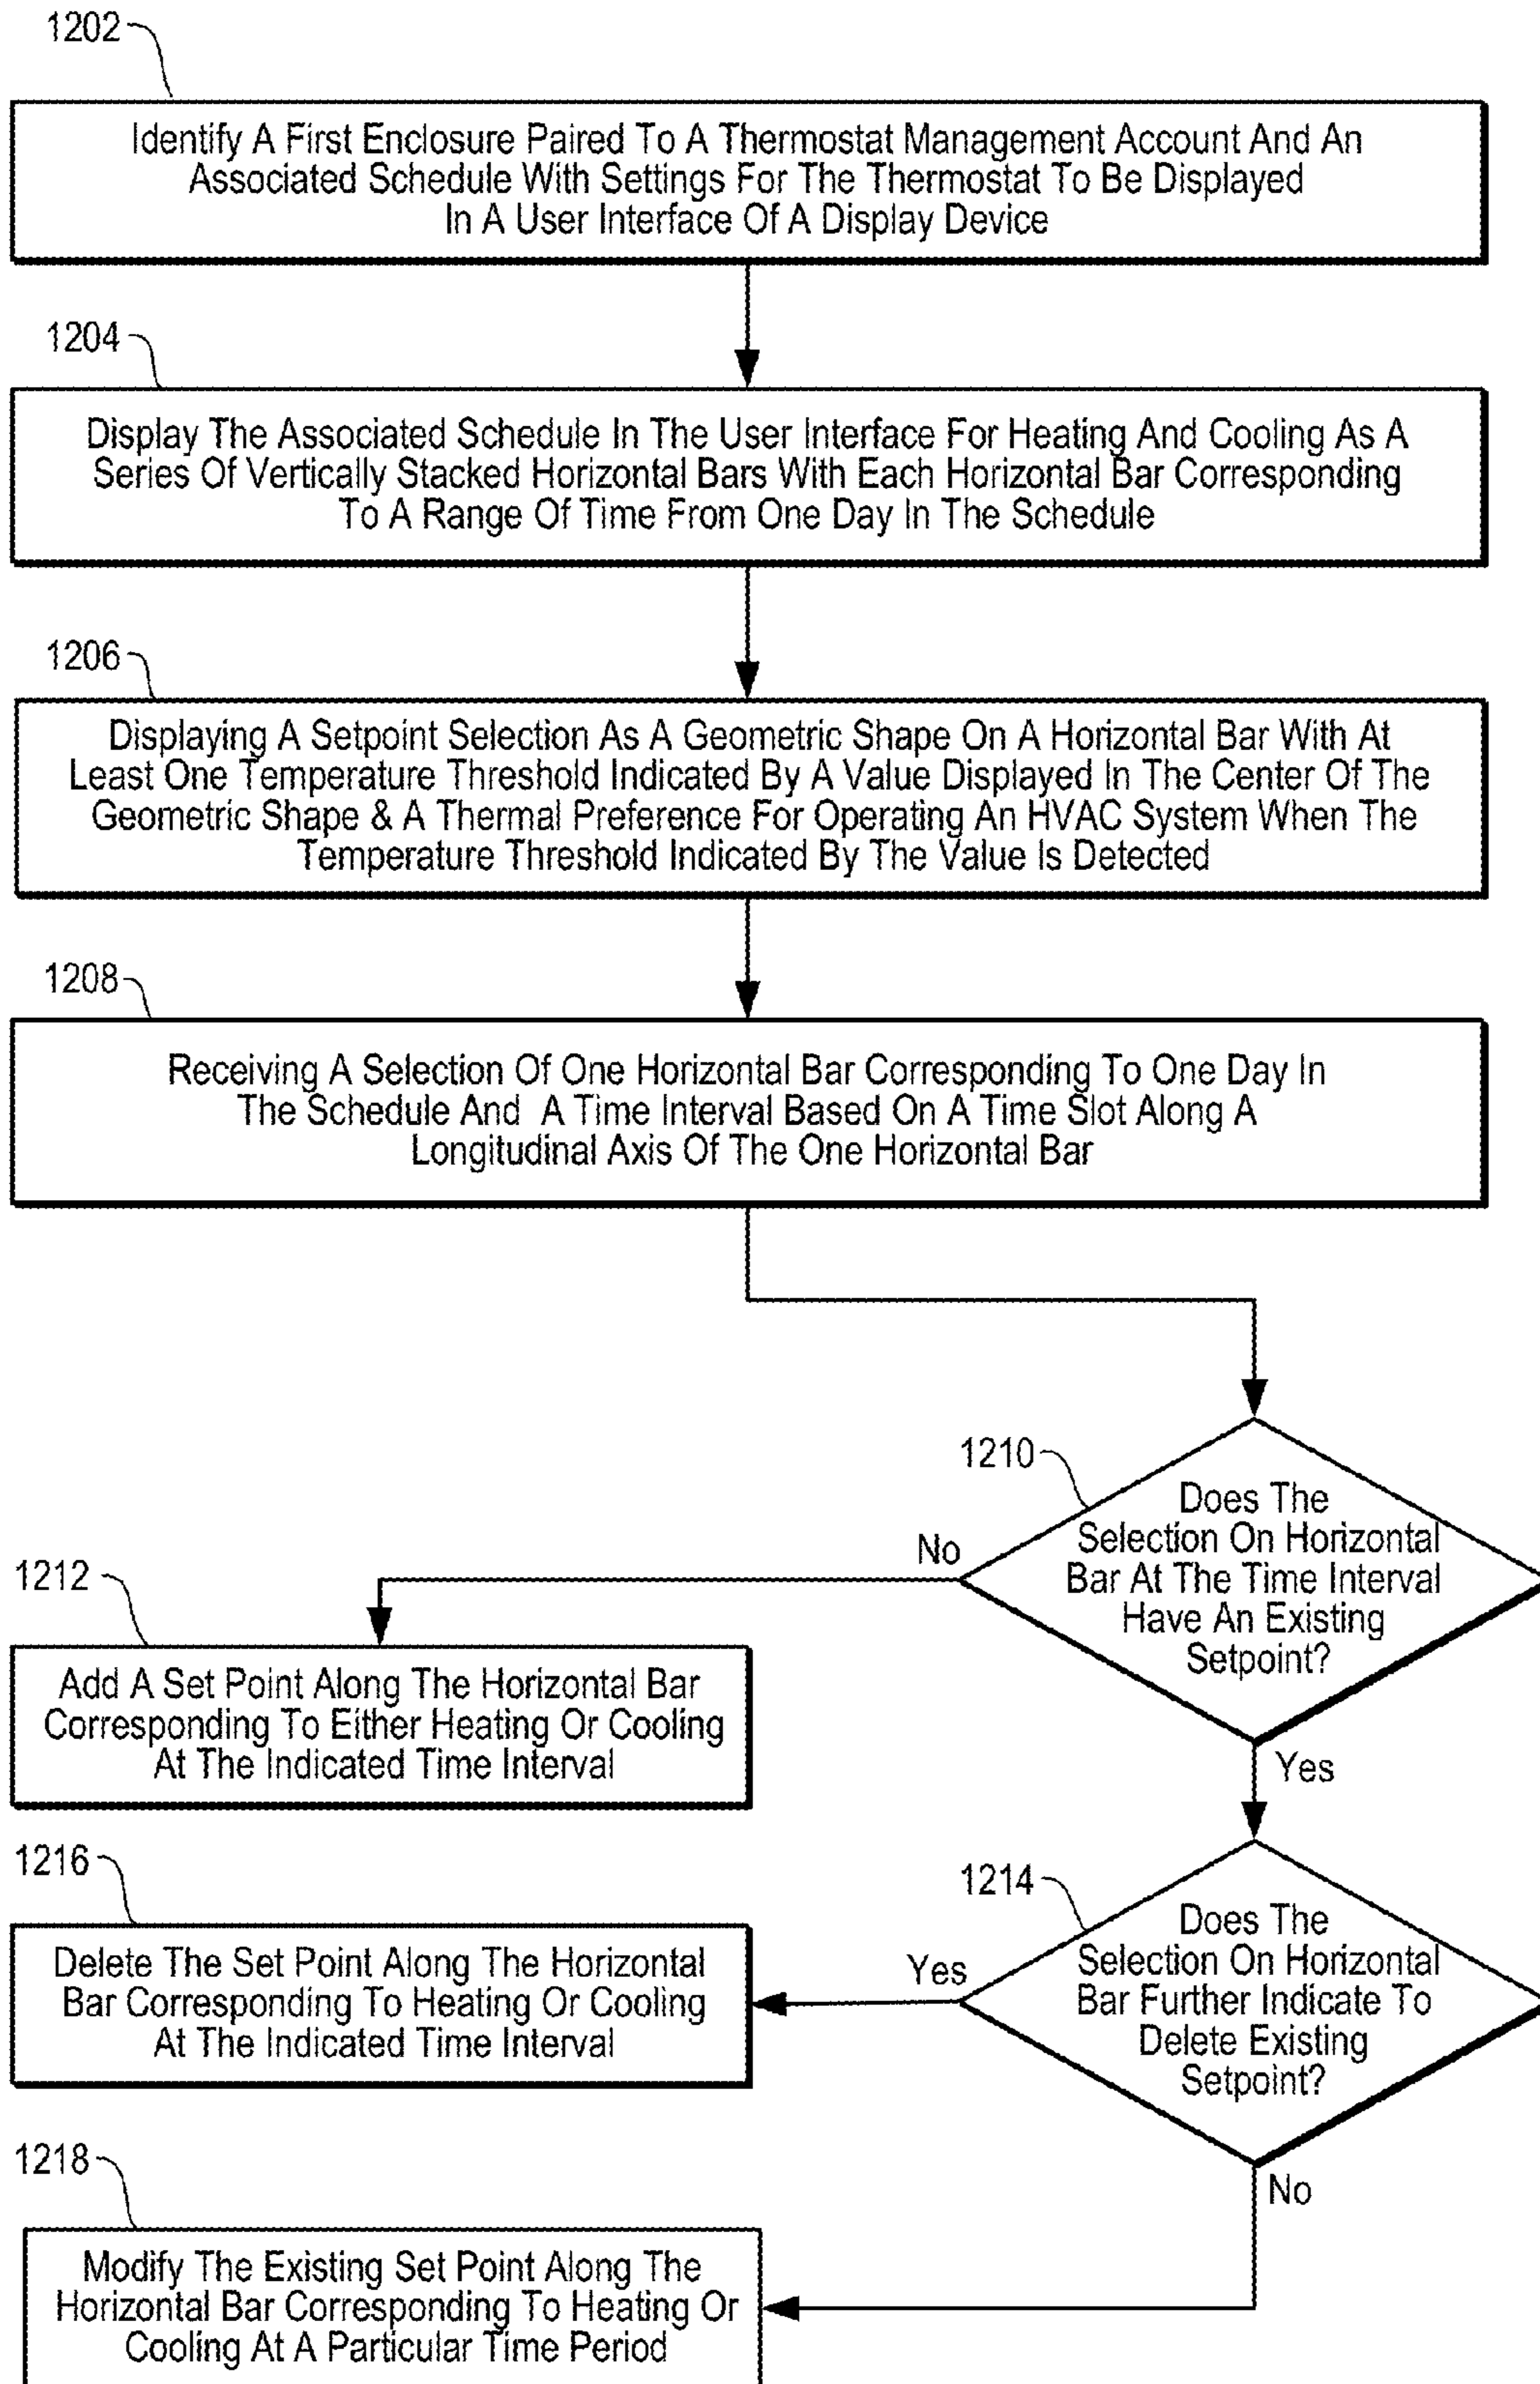 1202
Identify A First Enclosure Paired To A Thermostat Management Account And An
Associated Schedule With Settings For The Thermostat To Be Displayed
In A User Interface Of A Display Device
1204
Display The Associated Schedule In The User Interface For Heating And Cooling As A
Series Of Vertically Stacked Horizontal Bars With Each Horizontal Bar Corresponding
To A Range Of Time From One Day In The Schedule
1206
Displaying A Setpoint Selection As A Geometric Shape On A Horizontal Bar With At
Least One Temperature Threshold Indicated By A Value Displayed In The Center Of The
Geometric Shape & A Thermal Preference For Operating An HVAC System When The
Temperature Threshold Indicated By The Value Is Detected
1208
Receiving A Selection Of One Horizontal Bar Corresponding To One Day In
The Schedule And A Time Interval Based On A Time Slot Along A
Longitudinal Axis Of The One Horizontal Bar
1210
Does The
Selection On Horizontal
Bar At The Time Interval
Have An Existing
Setpoint?
No
Yes
1212
Add A Set Point Along The Horizontal Bar
Corresponding To Either Heating Or Cooling
At The Indicated Time Interval
1214
Does The
Selection On Horizontal
Bar Further Indicate To
Delete Existing
Setpoint?
Yes
No
1216
Delete The Set Point Along The Horizontal
Bar Corresponding To Heating Or Cooling
At The Indicated Time Interval
1218
Modify The Existing Set Point Along The
Horizontal Bar Corresponding To Heating Or
Cooling At A Particular Time Period